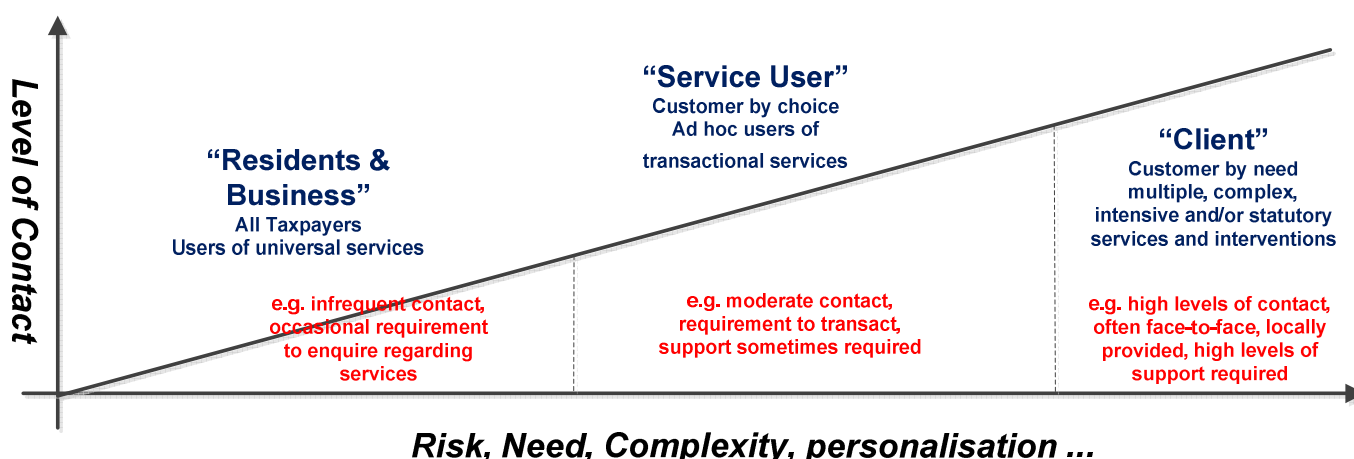 Level of Contact
“Residents &
Business”
All Taxpayers
Users of universal services
e.g. infrequent contact,
occasional requirement
to enquire regarding
services
“Service User”
Customer by choice
Ad hoc users of
transactional services
e.g. moderate contact,
requirement to transact,
support sometimes required
“Client”
Customer by need
multiple, complex,
intensive and/or statutory
services and interventions
e.g. high levels of contact,
often face-to-face, locally
provided, high levels of
support required
Risk, Need, Complexity, personalisation ...